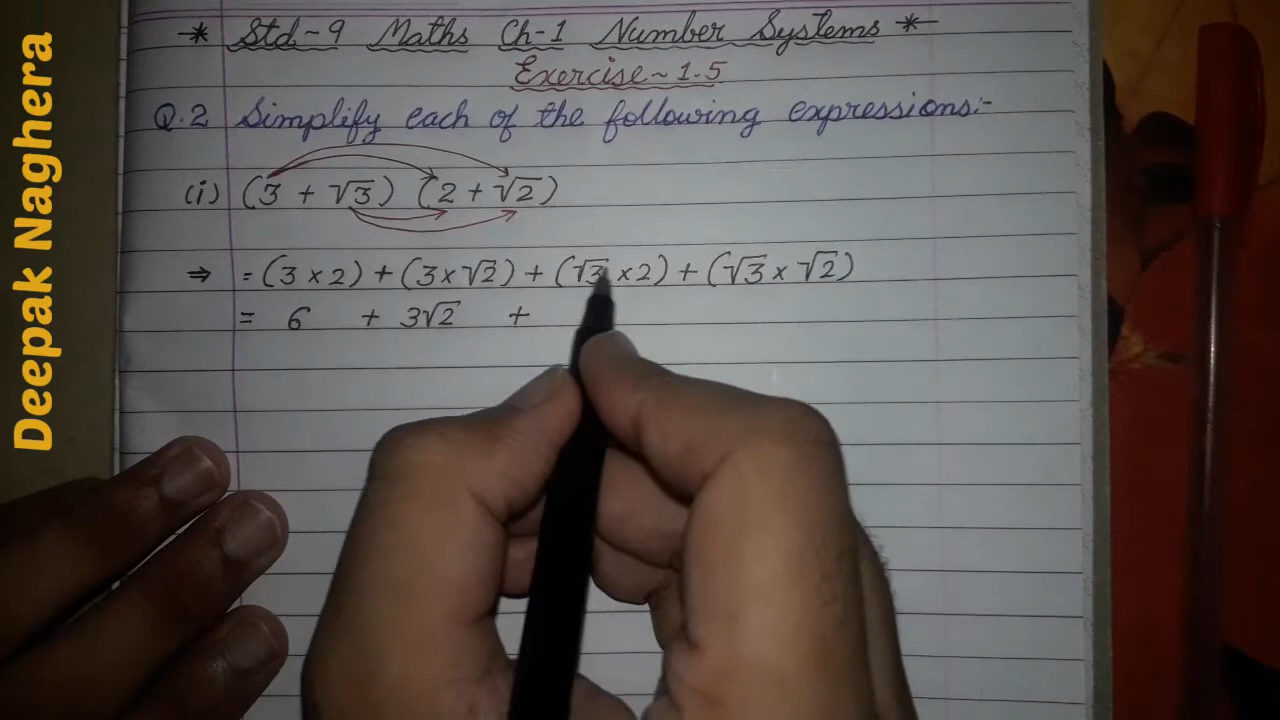 Deepak Naghera
* Std-9 Maths Ch-1 Number Systems *
Exercise-1.5
Q.2 Simplify each of the following expressions:-
(i) (3 + √3) (2 + √2)
⇒ = (3 × 2) + (3 × √2) + (√3 × 2) + (√3 × √2)
= 6 + 3√2 +